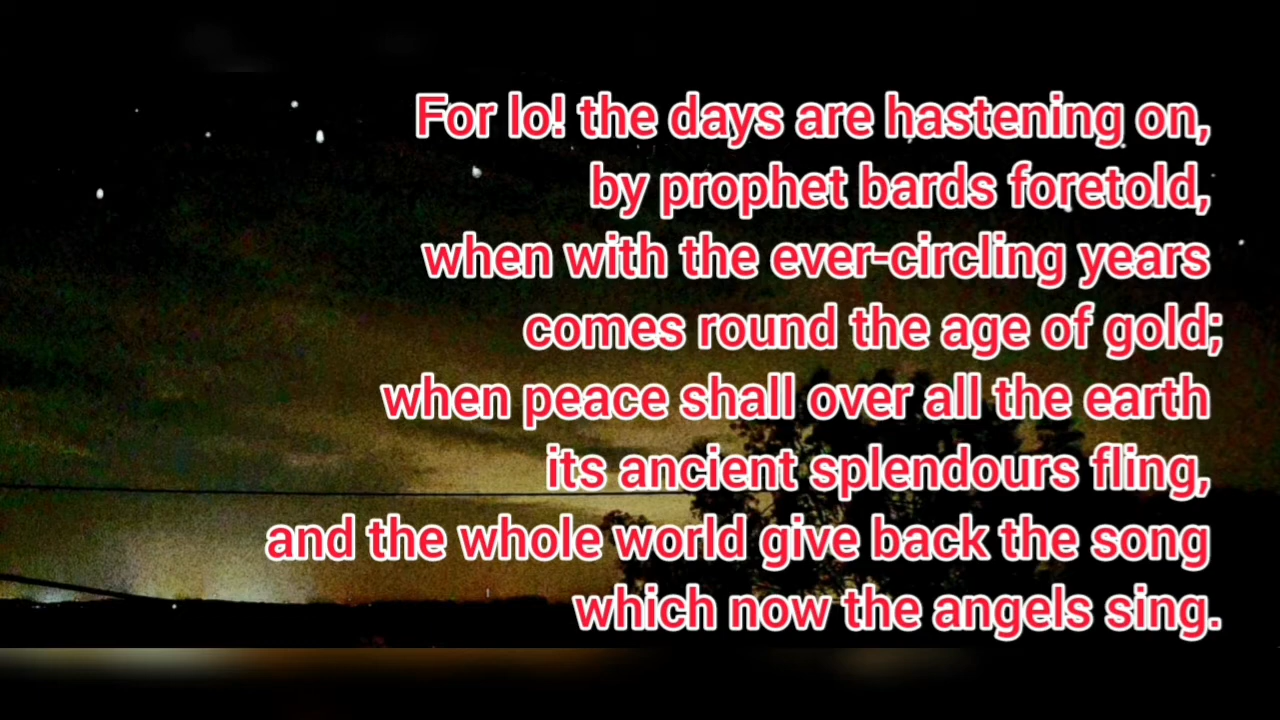 For lo! the days are hastening on,
by prophet bards foretold,
when with the ever-circling years
comes round the age of gold;
when peace shall over all the earth
its ancient splendours fling,
and the whole world give back the song
which now the angels sing.